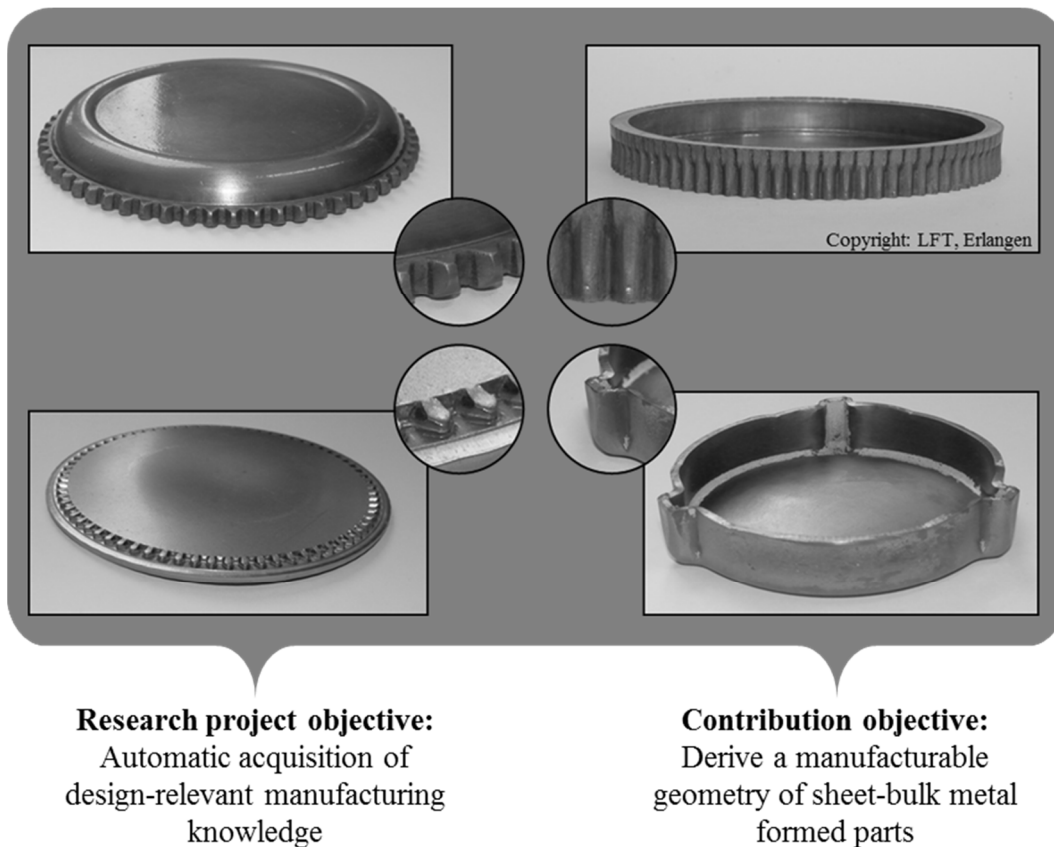 Copyright: LFT, Erlangen
Research project objective:
Automatic acquisition of
design-relevant manufacturing
knowledge
Contribution objective:
Derive a manufacturable
geometry of sheet-bulk metal
formed parts